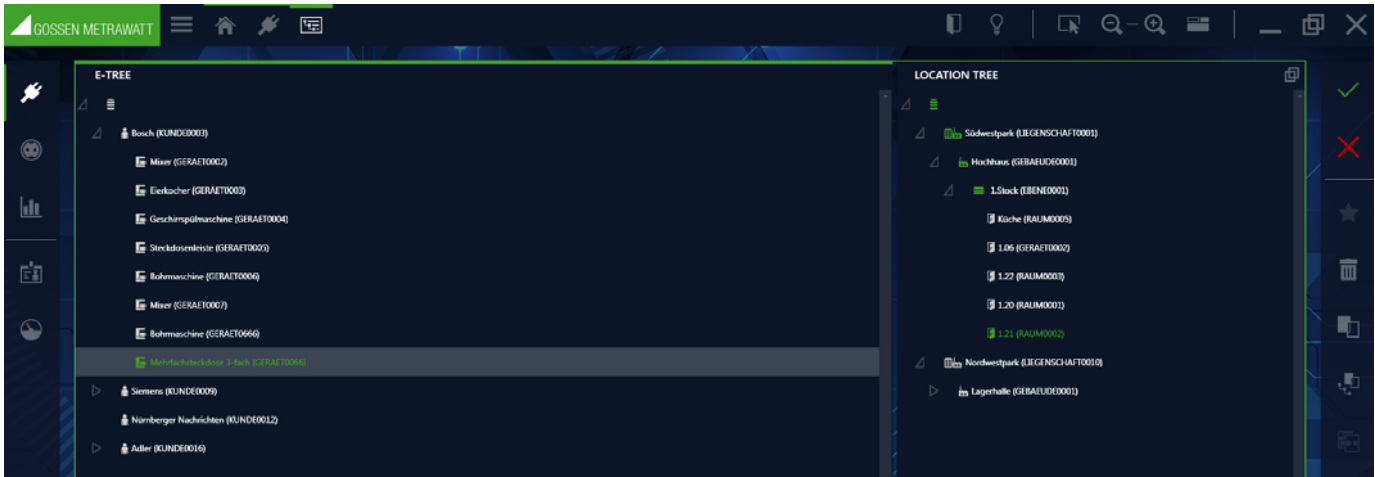 GOSSEN METRAWATT
E-TREE
Bosch (KUNDE0003)
Mixer (GERAET0002)
Eierkocher (GERAET0003)
Geschirrspülmaschine (GERAET0004)
Steckdosenleiste (GERAET0005)
Bohrmaschine (GERAET0006)
Mixer (GERAET0007)
Bohrmaschine (GERAET0666)
Mehrfachsteckdose 3-fach (GERAET0066)
Siemens (KUNDE0009)
Nürnberger Nachrichten (KUNDE0012)
Adler (KUNDE0016)
LOCATION TREE
Südwestpark (LIEGENSCHAFT0001)
Hochhaus (GEBAEUDE0001)
1.Stock (EBENE0001)
Küche (RAUM0005)
1.06 (GERAET0002)
1.22 (RAUM0003)
1.20 (RAUM0001)
1.21 (RAUM0002)
Nordwestpark (LIEGENSCHAFT0010)
Lagerhalle (GEBAEUDE0001)